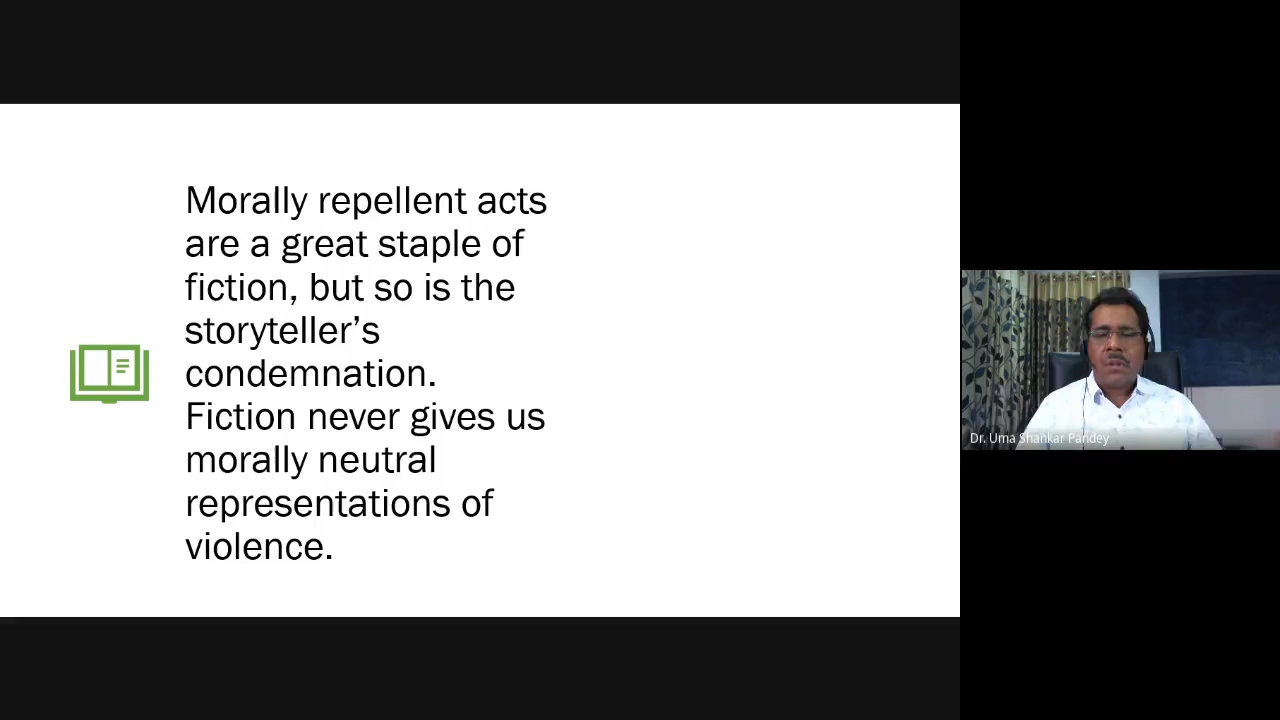 Morally repellent acts
are a great staple of
fiction, but so is the
storyteller’s
condemnation.
Fiction never gives us
morally neutral
representations of
violence.
Dr. Uma Shankar Pandey